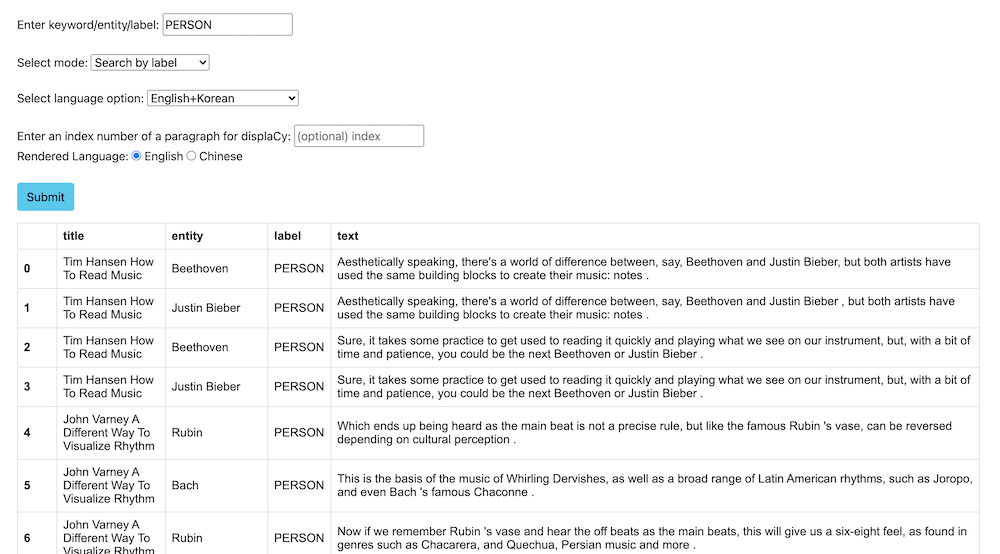 Enter keyword/entity/label: PERSON
Select mode: Search by label
Select language option: English+Korean
Enter an index number of a paragraph for displaCy: (optional) index
Rendered Language: English Chinese
Submit
title entity label text
0 Tim Hansen How To Read Music Beethoven PERSON Aesthetically speaking, there's a world of difference between, say, Beethoven and Justin Bieber, but both artists have
used the same building blocks to create their music: notes .
1 Tim Hansen How To Read Music Justin Bieber PERSON Aesthetically speaking, there's a world of difference between, say, Beethoven and Justin Bieber , but both artists have
used the same building blocks to create their music: notes .
2 Tim Hansen How To Read Music Beethoven PERSON Sure, it takes some practice to get used to reading it quickly and playing what we see on our instrument, but, with a bit of
time and patience, you could be the next Beethoven or Justin Bieber .
3 Tim Hansen How To Read Music Justin Bieber PERSON Sure, it takes some practice to get used to reading it quickly and playing what we see on our instrument, but, with a bit of
time and patience, you could be the next Beethoven or Justin Bieber .
4 John Varney A Different Way To Visualize Rhythm Rubin PERSON Which ends up being heard as the main beat is not a precise rule, but like the famous Rubin 's vase, can be reversed
depending on cultural perception .
5 John Varney A Different Way To Visualize Rhythm Bach PERSON This is the basis of the music of Whirling Dervishes, as well as a broad range of Latin American rhythms, such as Joropo,
and even Bach 's famous Chaconne .
6 John Varney A Different Way To Visualize Rhythm Rubin PERSON Now if we remember Rubin 's vase and hear the off beats as the main beats, this will give us a six-eight feel, as found in
genres such as Chacarera, and Quechua, Persian music and more .